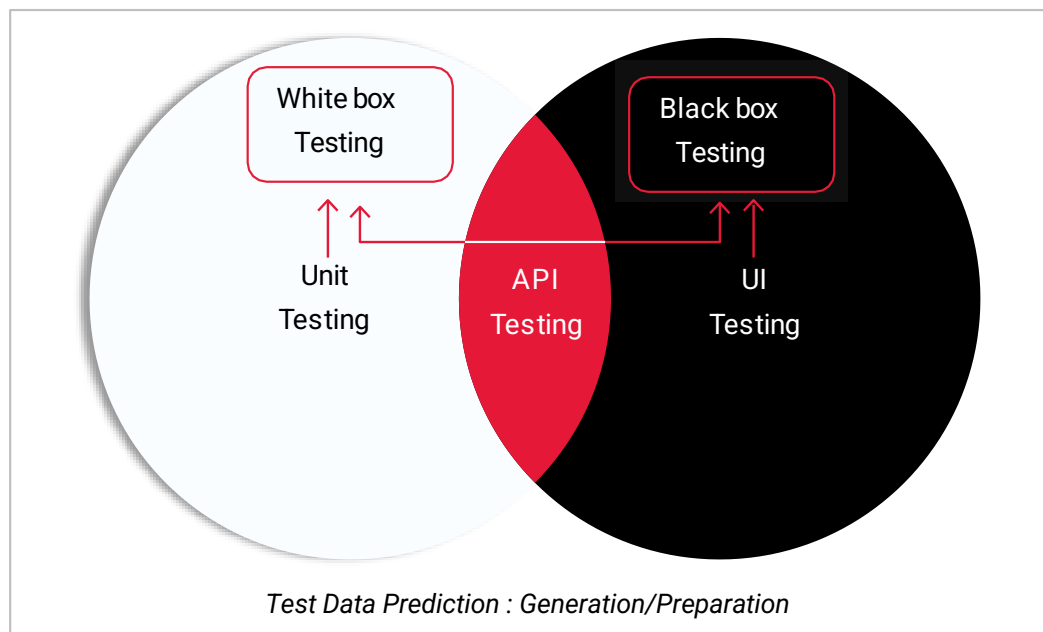 White box
Testing
Black box
Testing
Unit
Testing
API
Testing
UI
Testing
Test Data Prediction : Generation/Preparation